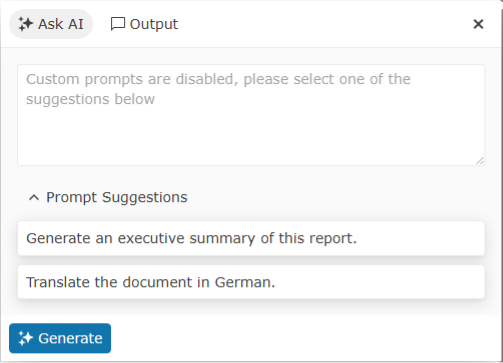 Ask AI
Output
Custom prompts are disabled, please select one of the
suggestions below
Prompt Suggestions
Generate an executive summary of this report.
Translate the document in German.
Generate